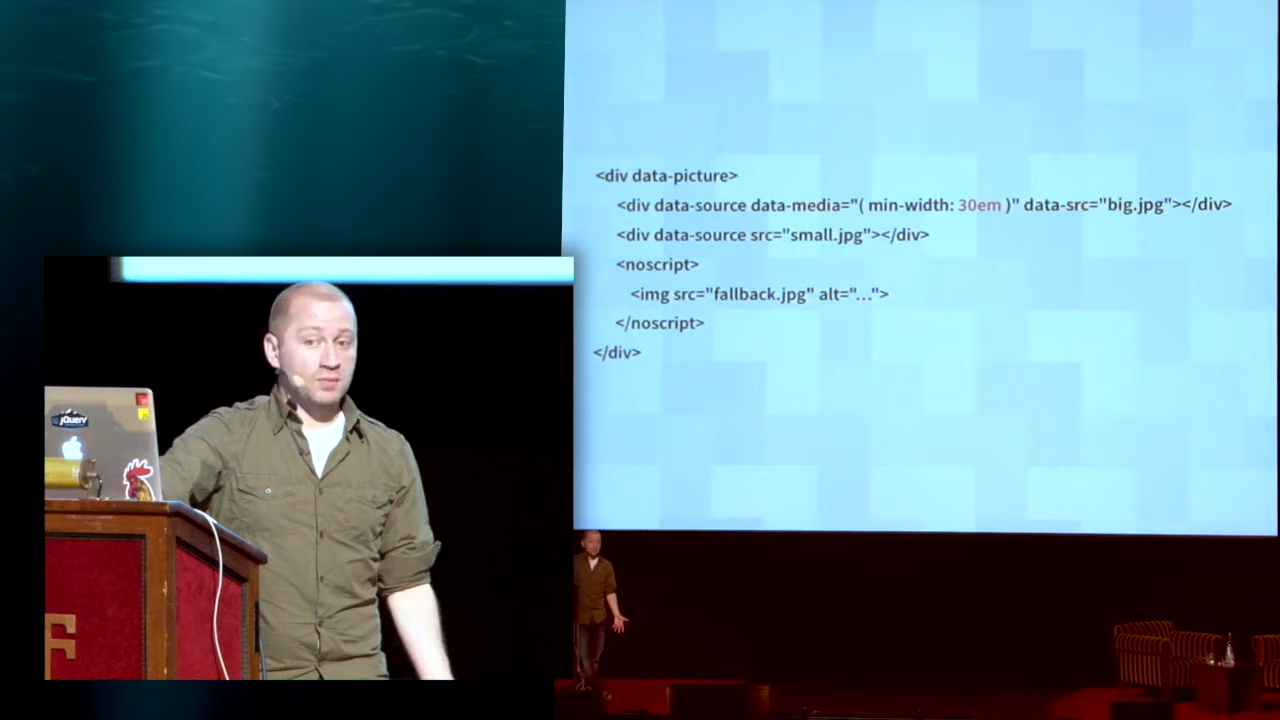 <div data-picture>
<div data-source data-media="( min-width: 30em )" data-src="big.jpg"></div>
<div data-source src="small.jpg"></div>
<noscript>
<img src="fallback.jpg" alt="...">
</noscript>
</div>
jQuery
F